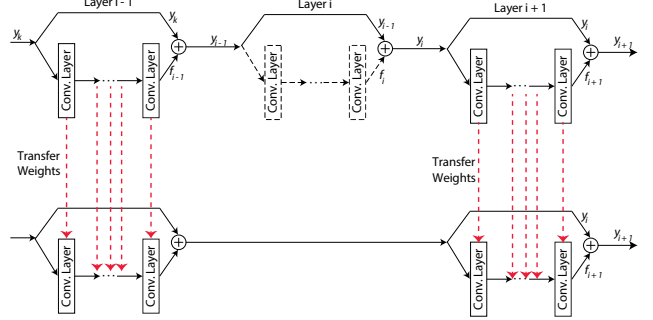 Layer i - 1
Layer i
Layer i + 1
y_k
y_k
y_{i-1}
y_{i-1}
y_i
y_i
y_{i+1}
f_{i-1}
f_i
f_{i+1}
Conv. Layer
Conv. Layer
Conv. Layer
Conv. Layer
Conv. Layer
Conv. Layer
Transfer
Weights
Transfer
Weights
y_i
y_{i+1}
f_{i+1}
Conv. Layer
Conv. Layer
Conv. Layer
Conv. Layer